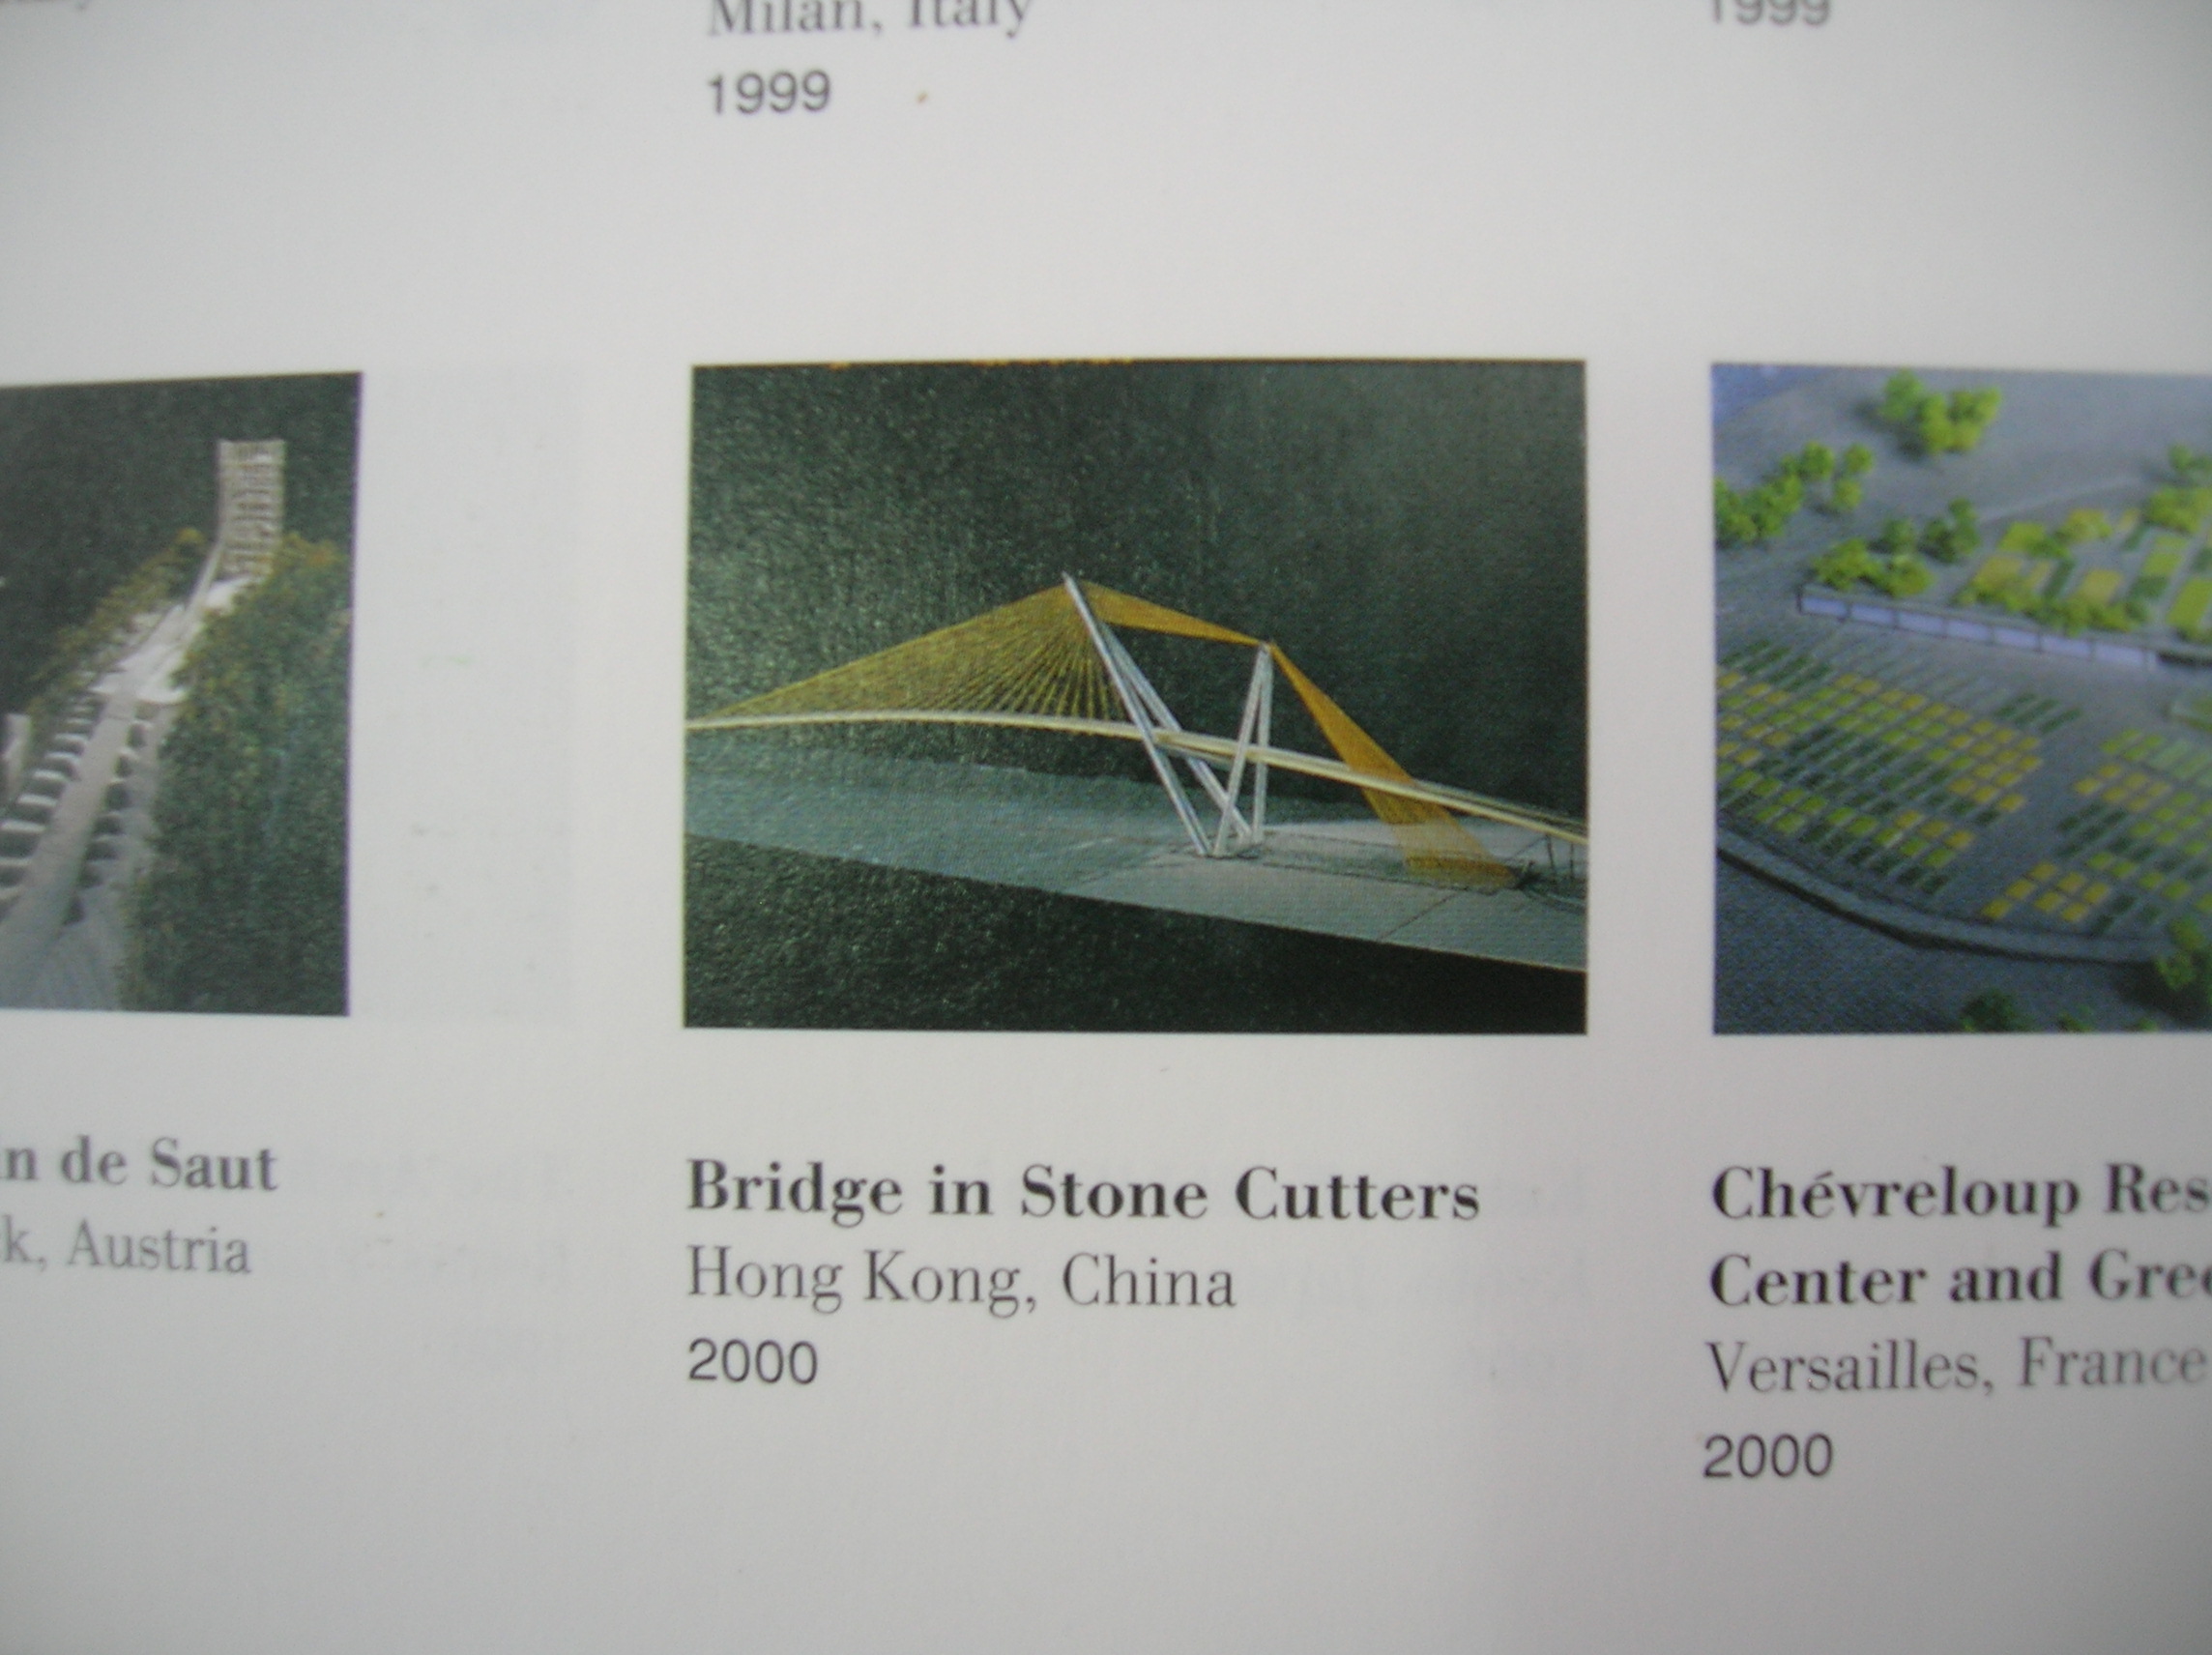 Milan, Italy
1999
1999
n de Saut
k, Austria
Bridge in Stone Cutters
Hong Kong, China
2000
Chévreloup Res
Center and Gre
Versailles, France
2000